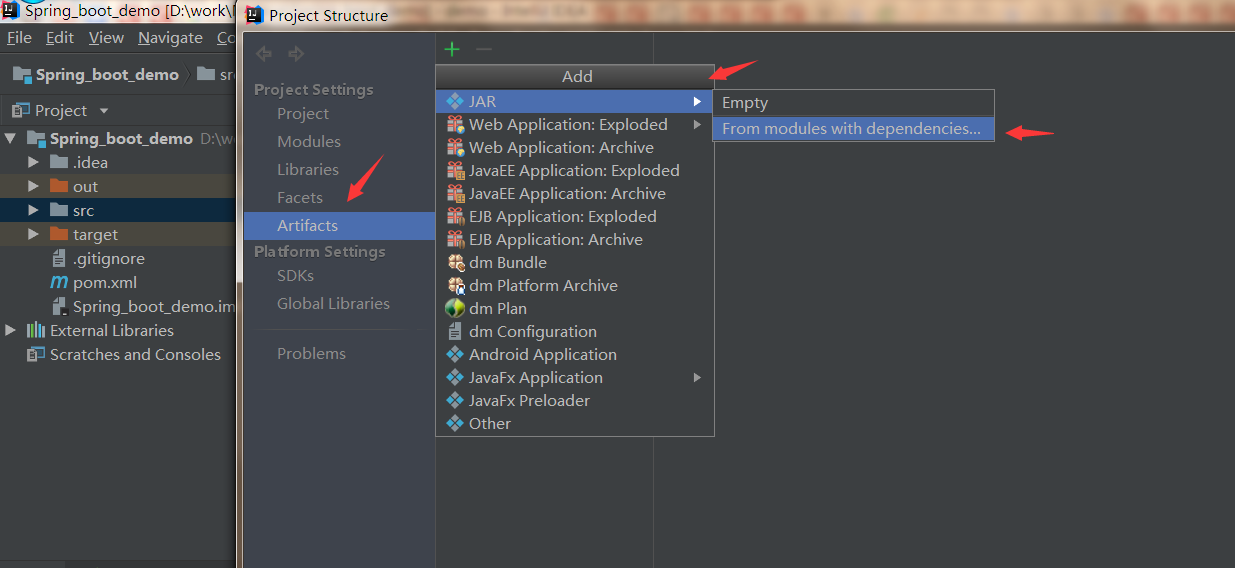 Spring_boot_demo [D:\work\
Project Structure
File Edit View Navigate Co
Spring_boot_demo
Project
Spring_boot_demo D:\w
.idea
out
src
target
.gitignore
pom.xml
Spring_boot_demo.im
External Libraries
Scratches and Consoles
Project Settings
Project
Modules
Libraries
Facets
Artifacts
Platform Settings
SDKs
Global Libraries
Problems
Add
JAR
Web Application: Exploded
Web Application: Archive
JavaEE Application: Exploded
JavaEE Application: Archive
EJB Application: Exploded
EJB Application: Archive
dm Bundle
dm Platform Archive
dm Plan
dm Configuration
Android Application
JavaFx Application
JavaFx Preloader
Other
Empty
From modules with dependencies...